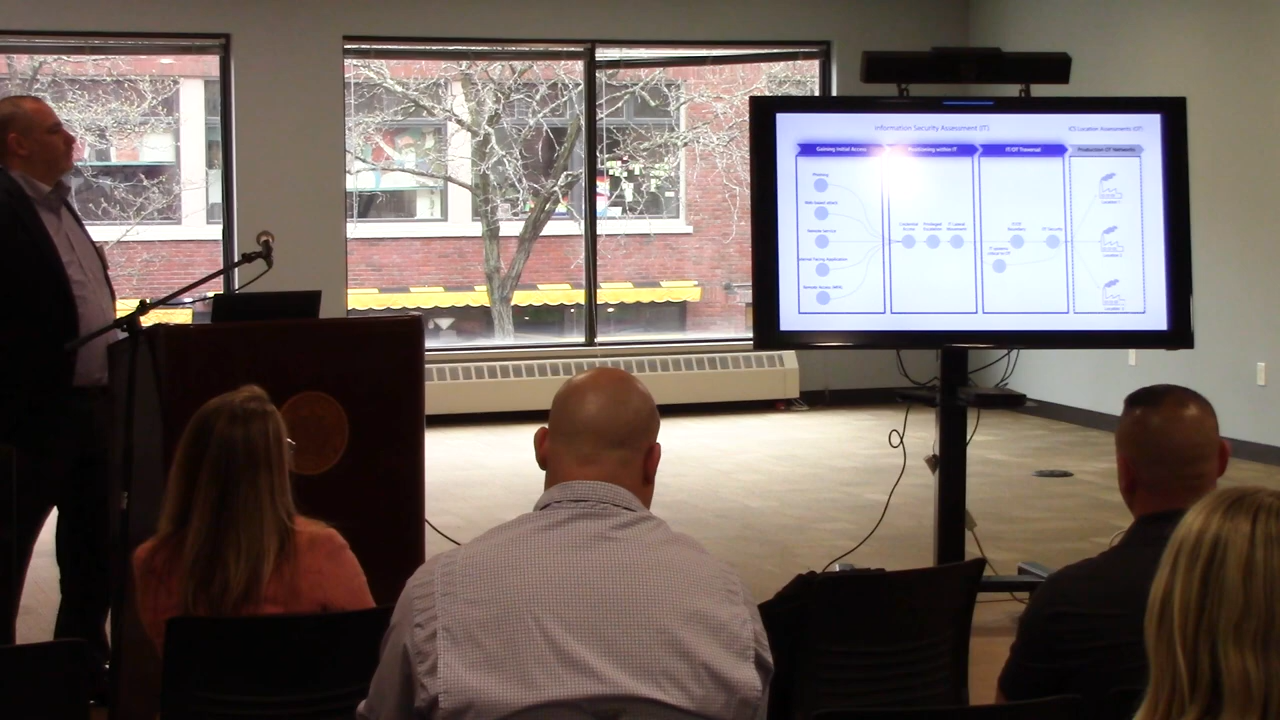 Information Security Assessment (IT)
ICS Location Assessments (OT)
Gaining Initial Access
Positioning within IT
IT/OT Traversal
Production OT Networks
Phishing
Web-based attack
Remote Service
External Facing Application
Remote Access (MFA)
Credential Access
Privileged Escalation
IT Lateral Movement
IT/OT Boundary
OT Security
IT systems critical to OT
Location 1
Location 2
Location 3